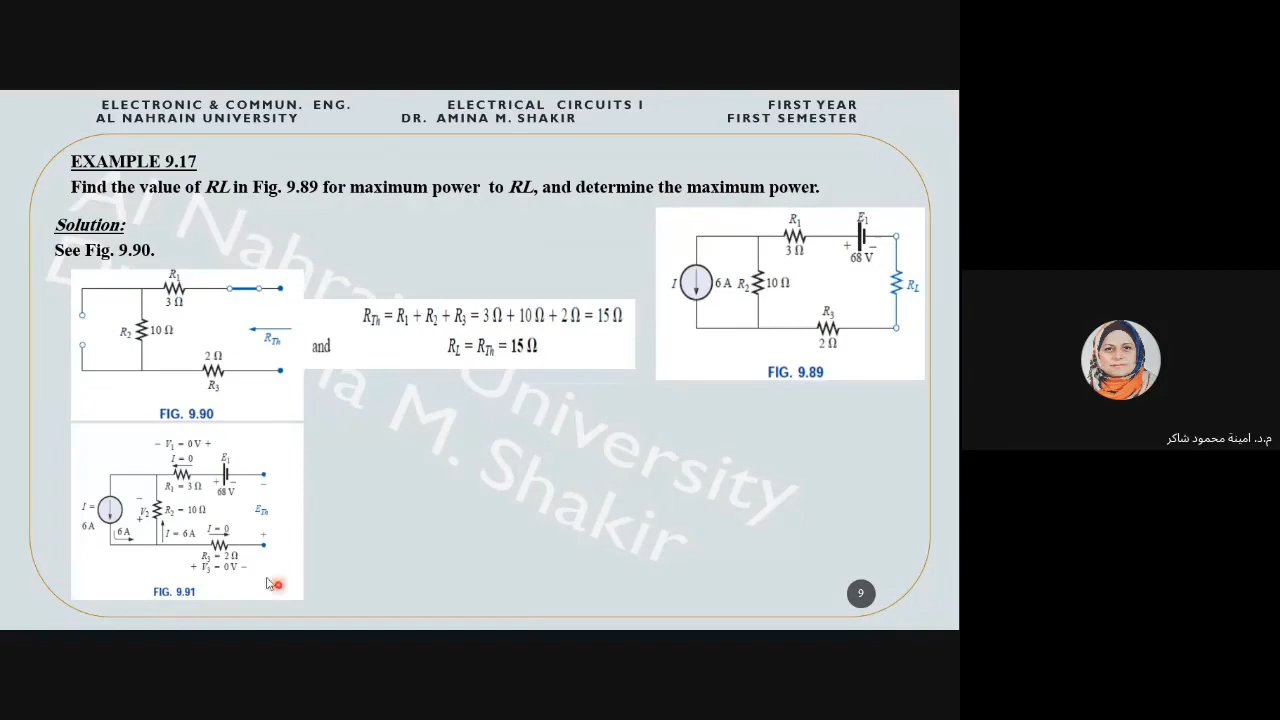 ELECTRONIC & COMMUN. ENG. ELECTRICAL CIRCUITS I FIRST YEAR
AL NAHRAIN UNIVERSITY DR. AMINA M. SHAKIR FIRST SEMESTER
EXAMPLE 9.17
Find the value of RL in Fig. 9.89 for maximum power to RL, and determine the maximum power.
Solution:
See Fig. 9.90.
R1
3 Ω
R2 10 Ω
RTh
2 Ω
R3
FIG. 9.90
RTh = R1 + R2 + R3 = 3 Ω + 10 Ω + 2 Ω = 15 Ω
and RL = RTh = 15 Ω
R1 E1
3 Ω + −
68 V
I 6 A R2 10 Ω RL
R3
2 Ω
FIG. 9.89
− V1 = 0 V +
I = 0 E1
R1 = 3 Ω + −
68 V
−
I = − V2 R2 = 10 Ω ETh
6 A +
6 A I = 6 A I = 0 +
R3 = 2 Ω
+ V3 = 0 V −
FIG. 9.91
9
Al Nahrain University
Amina M. Shakir
م.د. امينة محمود شاكر